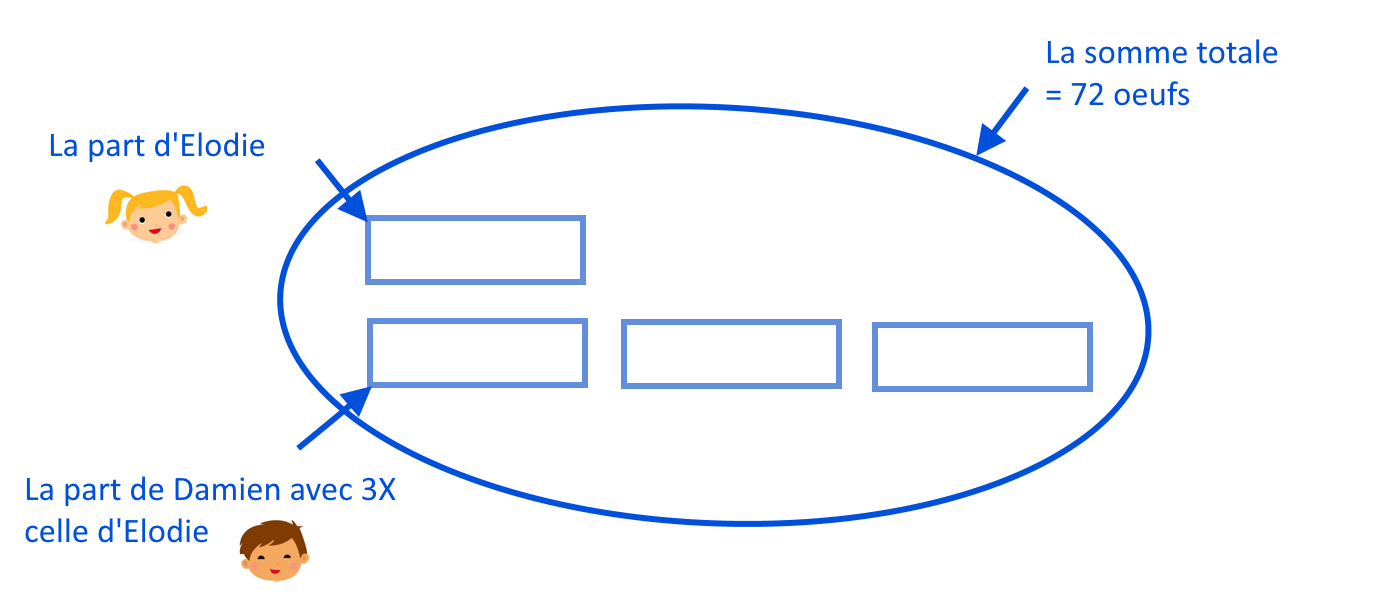 La somme totale
= 72 oeufs
La part d'Elodie
La part de Damien avec 3X
celle d'Elodie